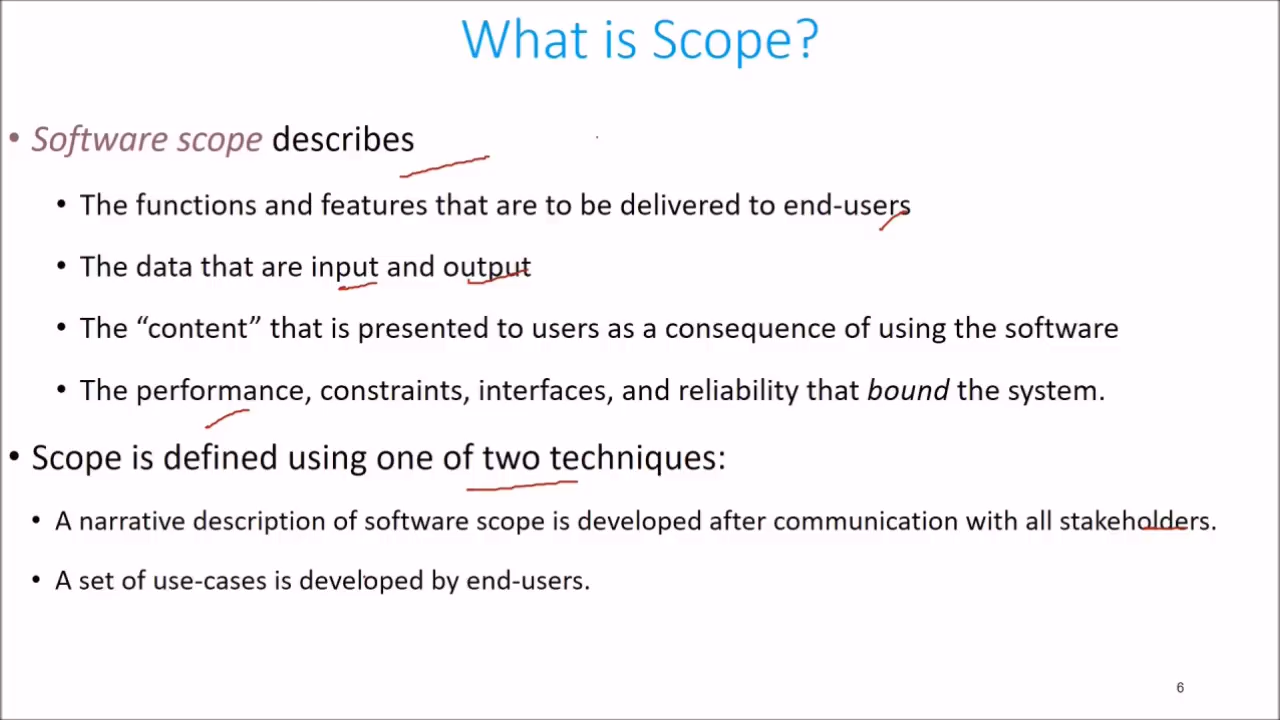 What is Scope?
• Software scope describes
• The functions and features that are to be delivered to end-users
• The data that are input and output
• The “content” that is presented to users as a consequence of using the software
• The performance, constraints, interfaces, and reliability that bound the system.
• Scope is defined using one of two techniques:
• A narrative description of software scope is developed after communication with all stakeholders.
• A set of use-cases is developed by end-users.
6